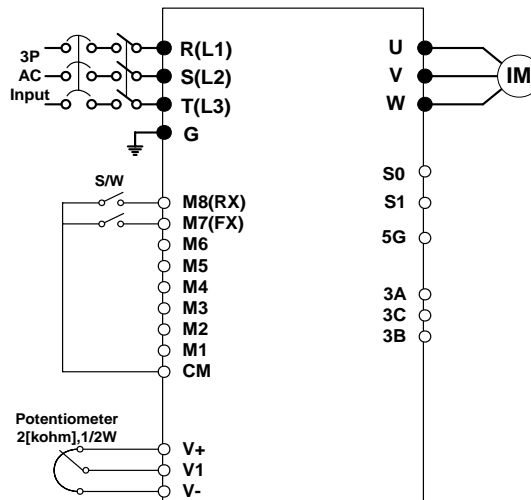 3P
AC
Input
R(L1)
S(L2)
T(L3)
G
U
V
W
IM
S/W
M8(RX)
M7(FX)
M6
M5
M4
M3
M2
M1
CM
S0
S1
5G
3A
3C
3B
Potentiometer
2[kohm],1/2W
V+
V1
V-